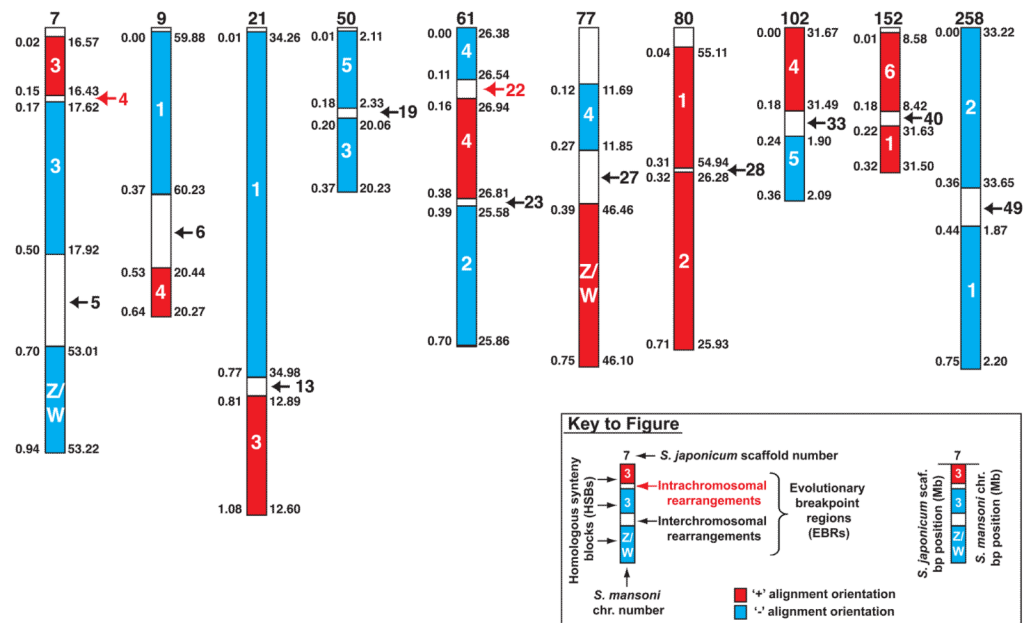 7 9 21 50 61 77 80 102 152 258
0.02 16.57 0.00 59.88 0.01 34.26 0.01 2.11 0.00 26.38 0.04 55.11 0.00 31.67 0.01 8.58 0.00 33.22
3 1 1 5 4 4 1 4 6 2
0.15 16.43 0.11 26.54 0.12 11.69
←4 ←22
0.17 17.62 0.18 2.33 0.16 26.94 0.18 31.49 0.18 8.42
←19 ←33 ←40
3 0.20 20.06 3 4 0.27 11.85 0.24 1.90 5 0.22 31.63 1
0.37 60.23 0.37 20.23 0.38 26.81 0.31 54.94 0.36 2.09 0.32 31.50 0.36 33.65
←6 ←23 ←27 ←28 ←49
0.50 17.92 0.39 25.58 0.39 46.46 0.32 26.28 0.44 1.87
0.53 20.44 2 Z/W 2 1
4
←5
0.64 20.27
0.70 53.01 0.77 34.98 0.70 25.86 0.75 46.10 0.71 25.93 0.75 2.20
←13
Z/
W
0.81 12.89
3
0.94 53.22
1.08 12.60
Key to Figure
7 ← S. japonicum scaffold number
3
Intrachromosomal
rearrangements
3
Interchromosomal
rearrangements
Z/
W
Evolutionary
breakpoint
regions
(EBRs)
Homologous synteny
blocks (HSBs)
S. mansoni
chr. number
7
3
3
Z/
W
S. japonicum scaf.
bp position (Mb)
S. mansoni chr.
bp position (Mb)
'+' alignment orientation
'-' alignment orientation